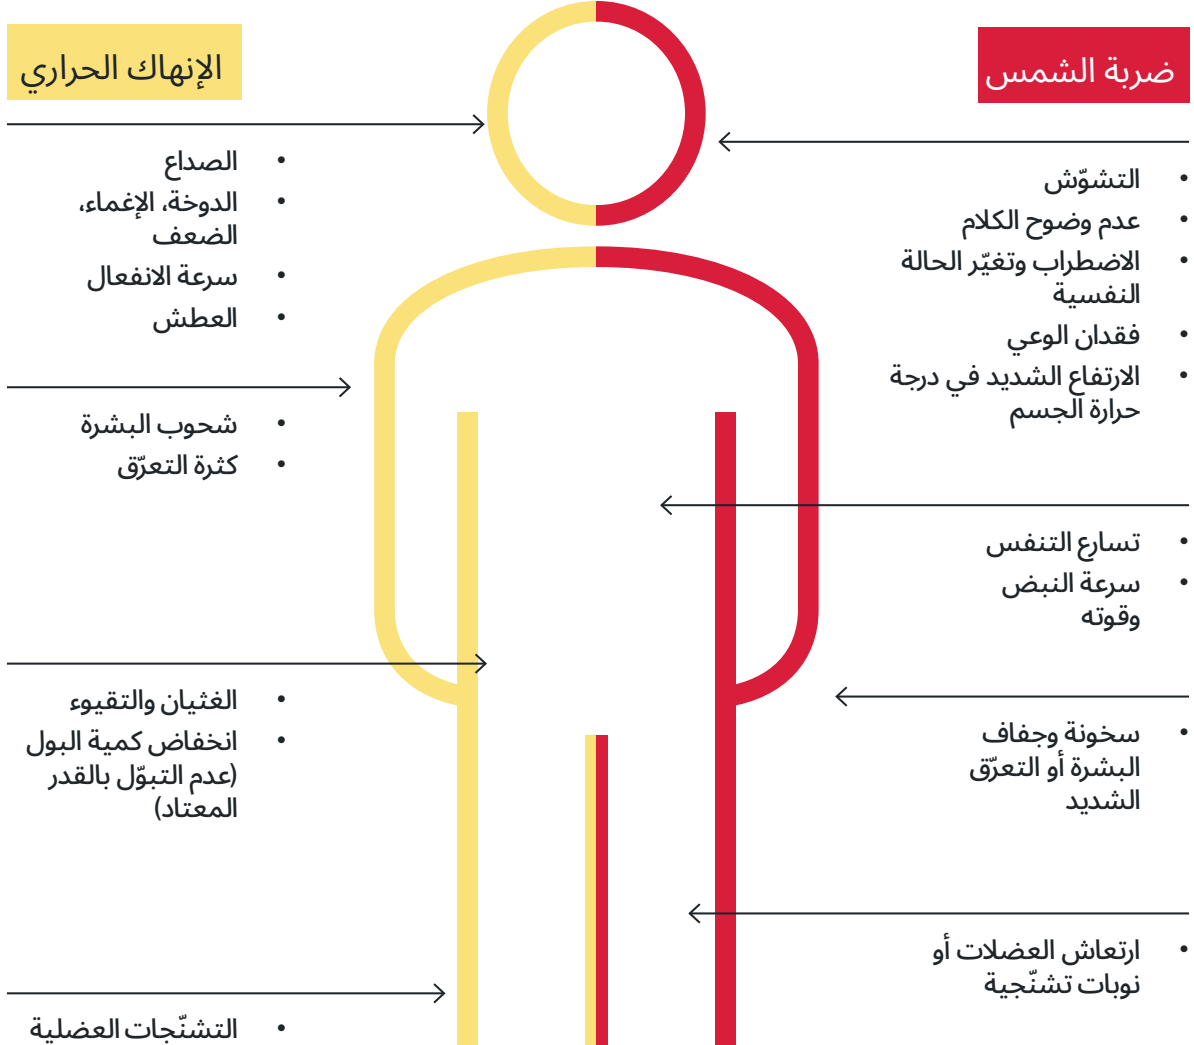 ضربة الشمس
• التشوّش
• عدم وضوح الكلام
• الاضطراب وتغيّر الحالة
النفسية
• فقدان الوعي
• الارتفاع الشديد في درجة
حرارة الجسم
• تسارع التنفس
• سرعة النبض
وقوته
• سخونة وجفاف
البشرة أو التعرّق
الشديد
• ارتعاش العضلات أو
نوبات تشنّجية
الإنهاك الحراري
• الصداع
• الدوخة، الإغماء،
الضعف
• سرعة الانفعال
• العطش
• شحوب البشرة
• كثرة التعرّق
• الغثيان والتقيوء
• انخفاض كمية البول
(عدم التبوّل بالقدر
المعتاد)
• التشنّجات العضلية